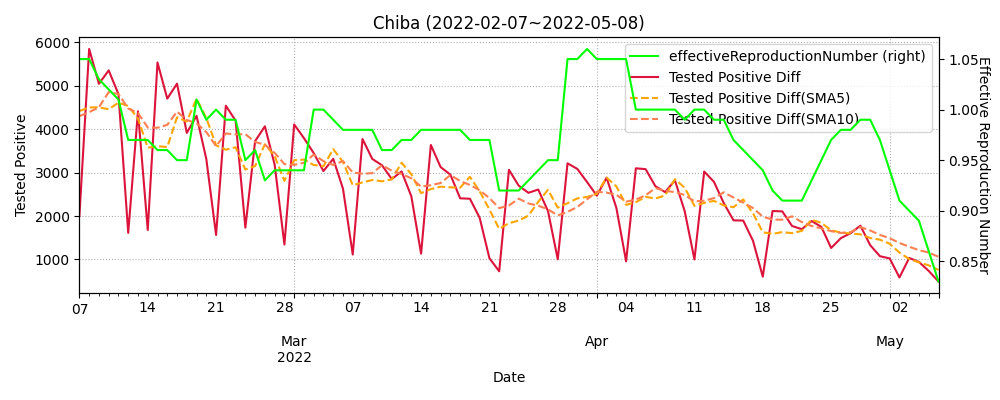 Chiba (2022-02-07~2022-05-08)
effectiveReproductionNumber (right)
Tested Positive Diff
Tested Positive Diff(SMA5)
Tested Positive Diff(SMA10)
Tested Positive
6000
5000
4000
3000
2000
1000
Effective Reproduction Number
1.05
1.00
0.95
0.90
0.85
07 14 21 28 07 14 21 28 04 11 18 25 02
Mar Apr May
2022
Date